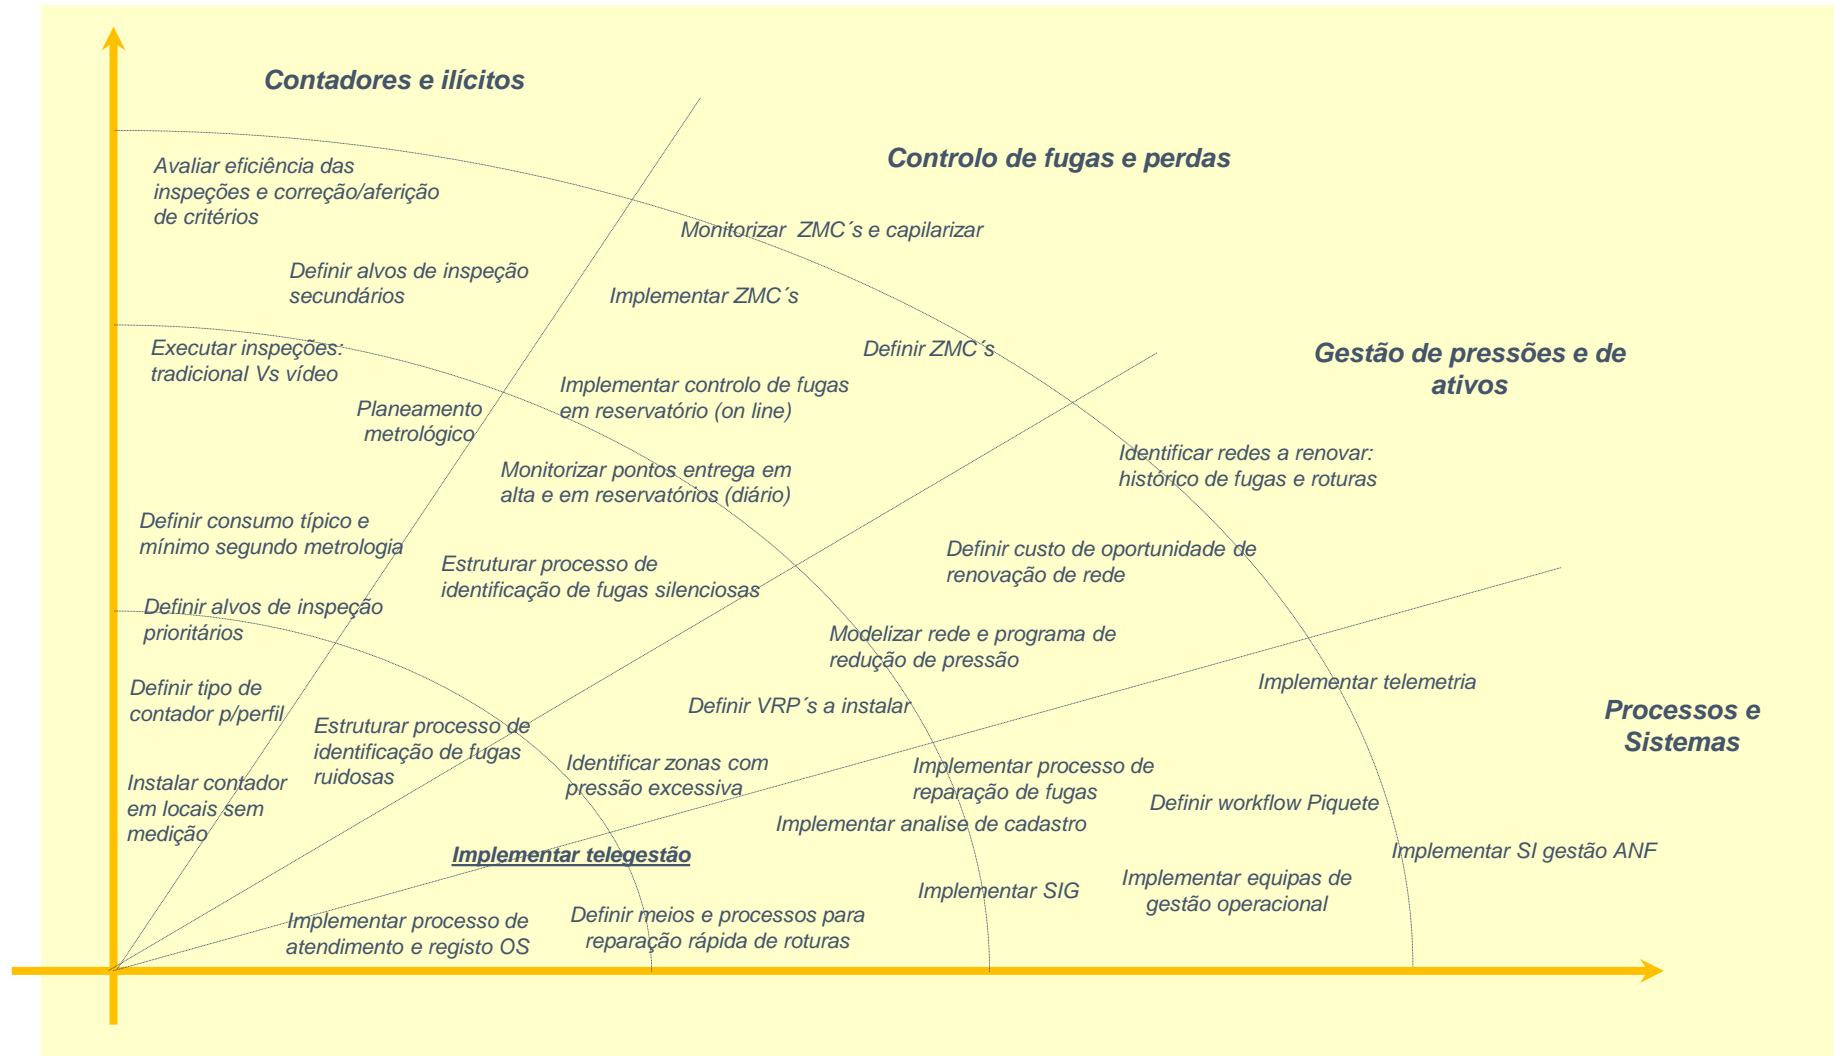 Contadores e ilícitos
Avaliar eficiência das
inspeções e correção/aferição
de critérios
Definir alvos de inspeção
secundários
Executar inspeções:
tradicional Vs vídeo
Planeamento
metrológico
Definir consumo típico e
mínimo segundo metrologia
Definir alvos de inspeção
prioritários
Definir tipo de
contador p/perfil
Instalar contador
em locais sem
medição
Controlo de fugas e perdas
Monitorizar ZMC´s e capilarizar
Implementar ZMC´s
Definir ZMC´s
Implementar controlo de fugas
em reservatório (on line)
Monitorizar pontos entrega em
alta e em reservatórios (diário)
Estruturar processo de
identificação de fugas silenciosas
Estruturar processo de
identificação de fugas
ruidosas
Gestão de pressões e de
ativos
Identificar redes a renovar:
histórico de fugas e roturas
Definir custo de oportunidade de
renovação de rede
Modelizar rede e programa de
redução de pressão
Definir VRP´s a instalar
Identificar zonas com
pressão excessiva
Processos e
Sistemas
Implementar telemetria
Implementar processo de
reparação de fugas
Definir workflow Piquete
Implementar analise de cadastro
Implementar SI gestão ANF
Implementar telegestão
Implementar SIG
Implementar equipas de
gestão operacional
Definir meios e processos para
reparação rápida de roturas
Implementar processo de
atendimento e registo OS